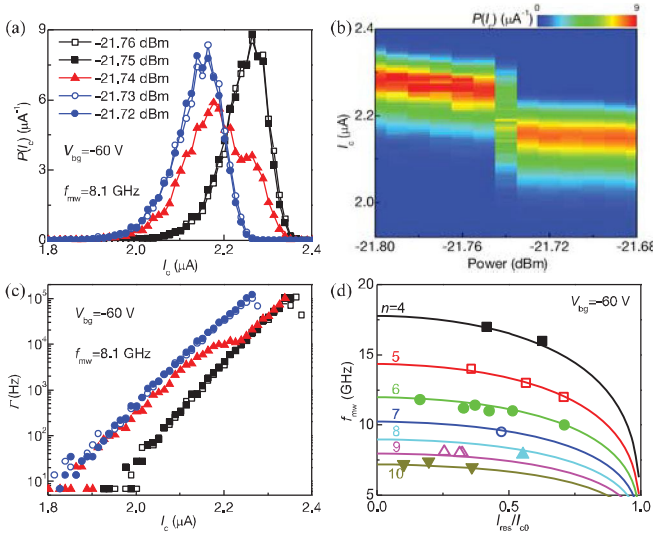 (a)
9
6
3
0
P(I_c) (μA⁻¹)
-21.76 dBm
-21.75 dBm
-21.74 dBm
-21.73 dBm
-21.72 dBm
V_bg=-60 V
f_mw=8.1 GHz
1.8 2.0 2.2 2.4
I_c (μA)
(b)
P(I_c) (μA⁻¹)
0 9
2.4
2.2
2.0
I_c (μA)
-21.80 -21.76 -21.72 -21.68
Power (dBm)
(c)
10⁵
10⁴
10³
10²
10¹
Γ (Hz)
V_bg=-60 V
f_mw=8.1 GHz
1.8 2.0 2.2 2.4
I_c (μA)
(d)
20
15
10
5
f_mw (GHz)
V_bg=-60 V
n=4
5
6
7
8
9
10
0.0 0.5 1.0
I_res/I_c0